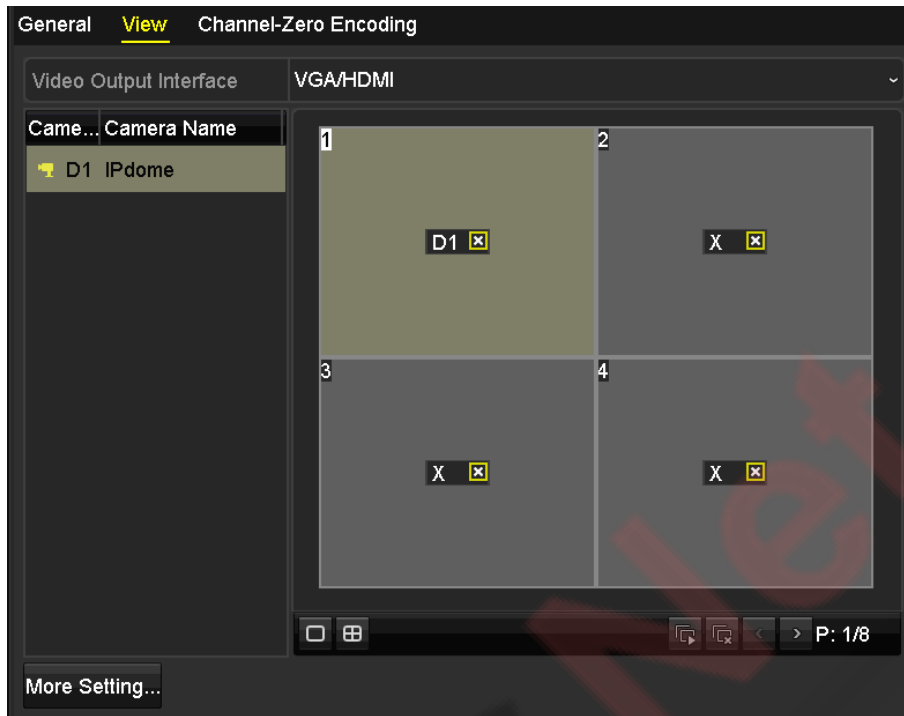 General View Channel-Zero Encoding
Video Output Interface VGA/HDMI
Came... Camera Name
D1 IPdome
1 2
D1 X
3 4
X X
P: 1/8
More Setting...
Net